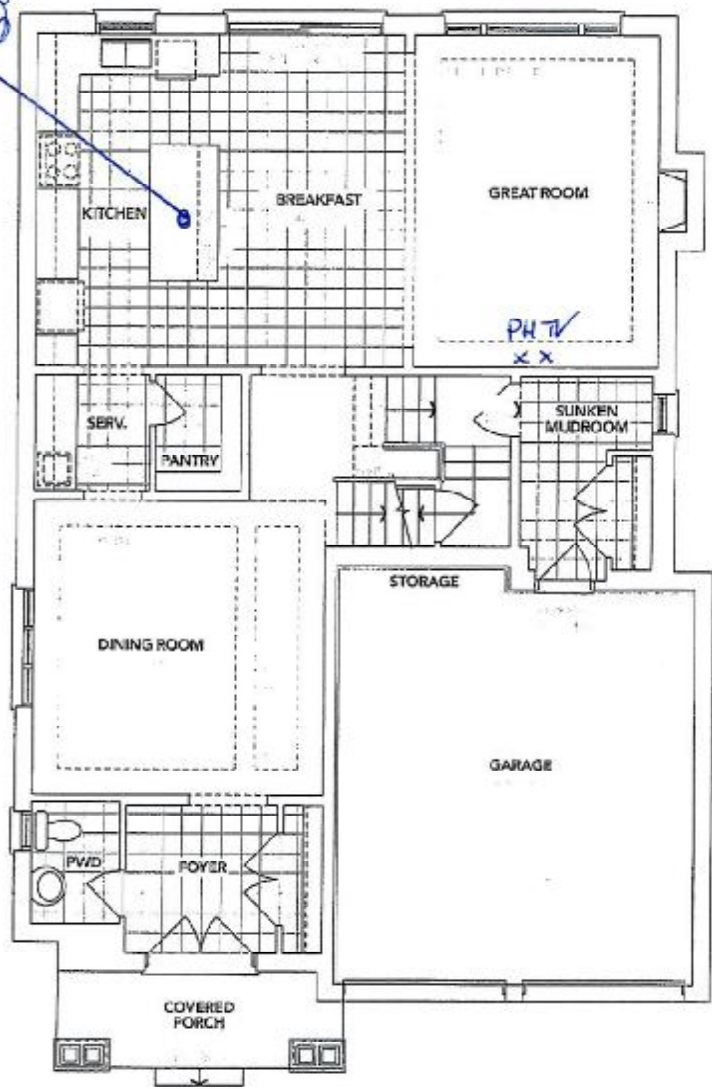 KITCHEN
BREAKFAST
GREAT ROOM
PH TV
x x
SERV.
PANTRY
SUNKEN
MUDROOM
STORAGE
DINING ROOM
GARAGE
PWD
FOYER
COVERED
PORCH